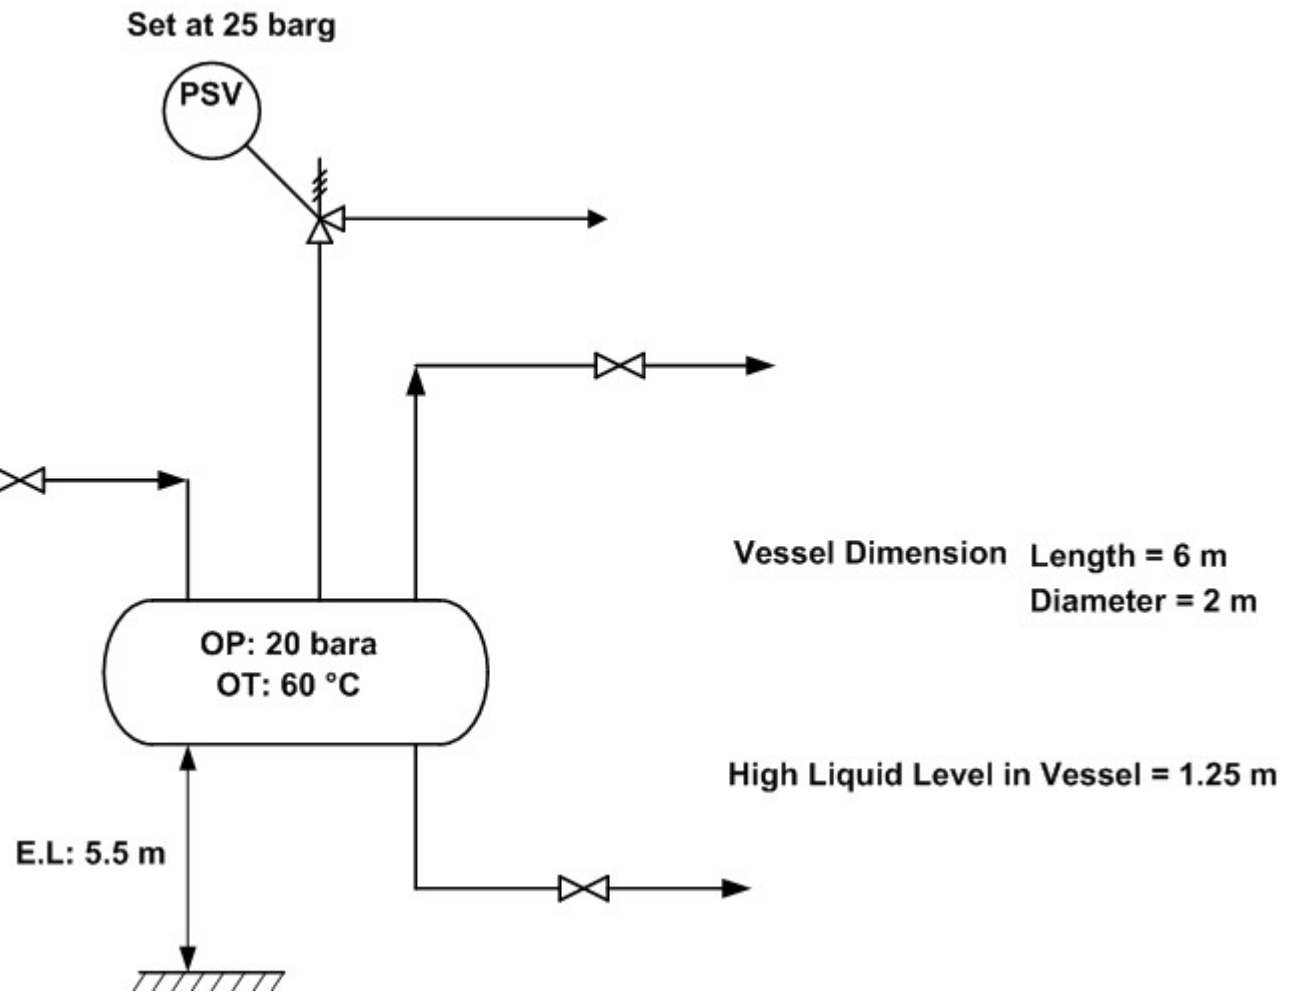 Set at 25 barg
PSV
OP: 20 bara
OT: 60 °C
Vessel Dimension
Length = 6 m
Diameter = 2 m
High Liquid Level in Vessel = 1.25 m
E.L: 5.5 m